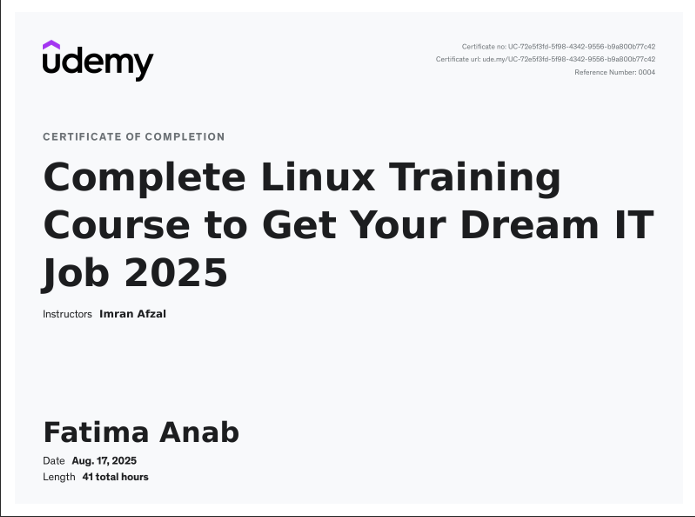 udemy
Certificate no: UC-72e5f3fd-5f98-4342-9556-b9a800b77c42
Certificate url: ude.my/UC-72e5f3fd-5f98-4342-9556-b9a800b77c42
Reference Number: 0004
CERTIFICATE OF COMPLETION
Complete Linux Training
Course to Get Your Dream IT
Job 2025
Instructors Imran Afzal
Fatima Anab
Date Aug. 17, 2025
Length 41 total hours